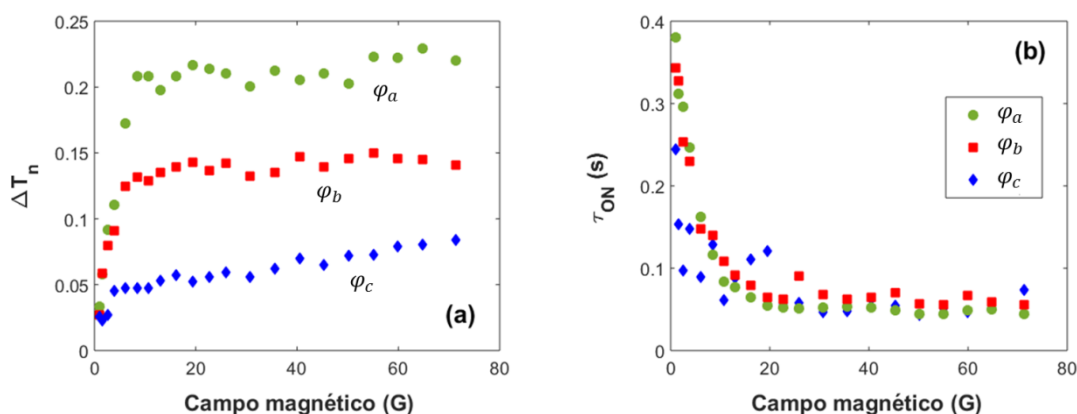 0.25
0.2
0.15
0.1
0.05
0
0 20 40 60 80
ΔTn
Campo magnético (G)
φa
φb
φc
(a)
0.4
0.3
0.2
0.1
0
0 20 40 60 80
τON (s)
Campo magnético (G)
(b)
φa
φb
φc